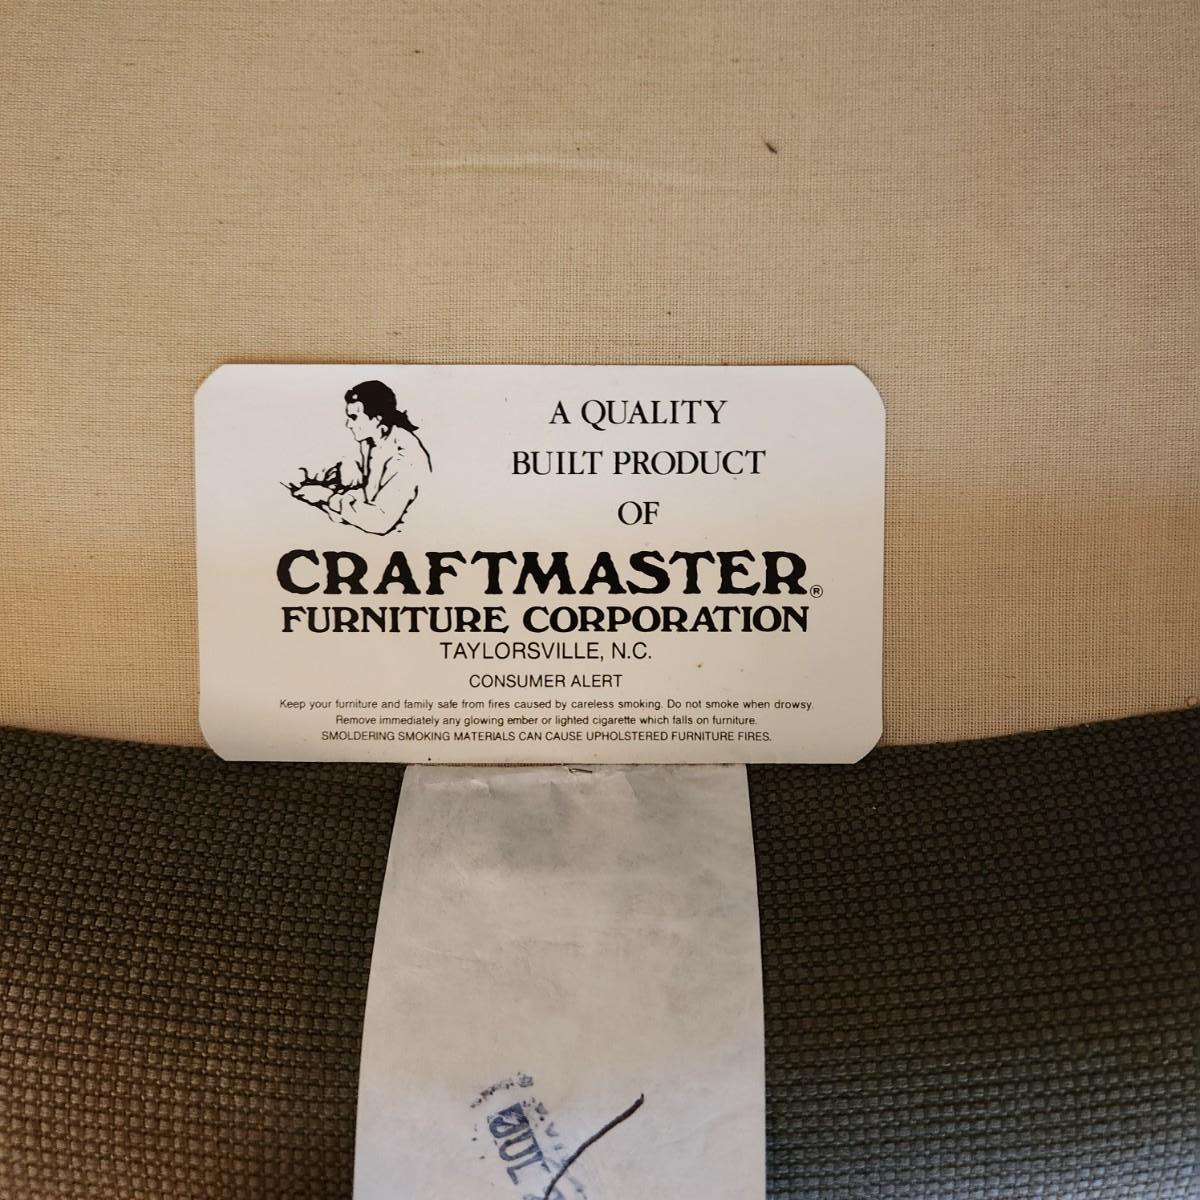 A QUALITY
BUILT PRODUCT
OF
CRAFTMASTER®
FURNITURE CORPORATION
TAYLORSVILLE, N.C.
CONSUMER ALERT
Keep your furniture and family safe from fires caused by careless smoking. Do not smoke when drowsy.
Remove immediately any glowing ember or lighted cigarette which falls on furniture.
SMOLDERING SMOKING MATERIALS CAN CAUSE UPHOLSTERED FURNITURE FIRES.